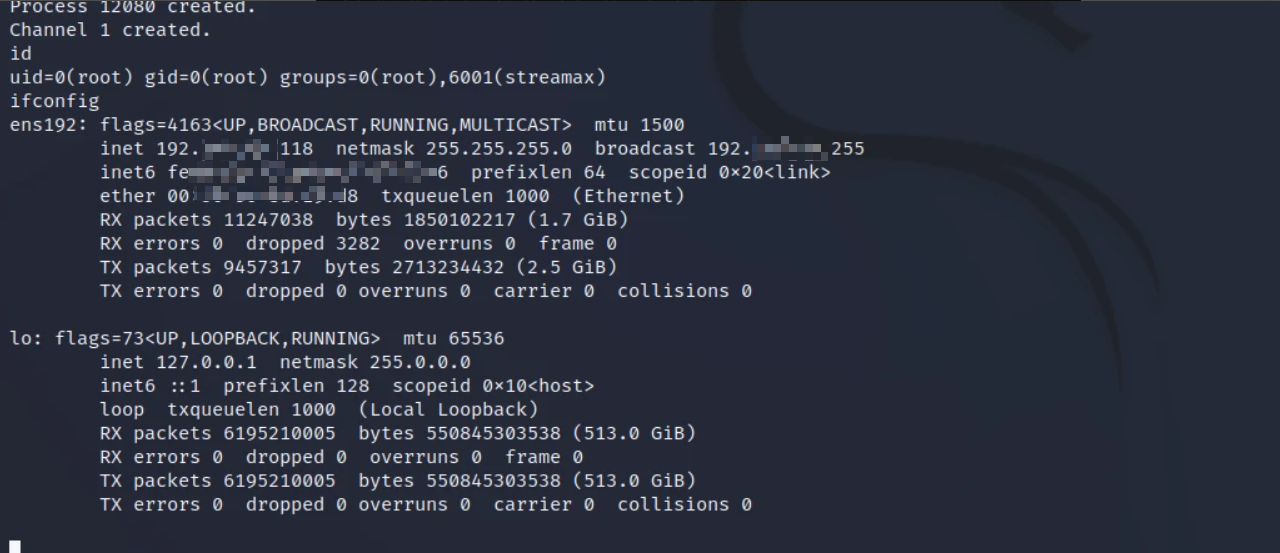 Process 12080 created.
Channel 1 created.
id
uid=0(root) gid=0(root) groups=0(root),6001(streamax)
ifconfig
ens192: flags=4163<UP,BROADCAST,RUNNING,MULTICAST>  mtu 1500
inet 192. 118  netmask 255.255.255.0  broadcast 192. 255
inet6 fe 6  prefixlen 64  scopeid 0×20<link>
ether 00 d8  txqueuelen 1000  (Ethernet)
RX packets 11247038  bytes 1850102217 (1.7 GiB)
RX errors 0  dropped 3282  overruns 0  frame 0
TX packets 9457317  bytes 2713234432 (2.5 GiB)
TX errors 0  dropped 0 overruns 0  carrier 0  collisions 0
lo: flags=73<UP,LOOPBACK,RUNNING>  mtu 65536
inet 127.0.0.1  netmask 255.0.0.0
inet6 ::1  prefixlen 128  scopeid 0×10<host>
loop  txqueuelen 1000  (Local Loopback)
RX packets 6195210005  bytes 550845303538 (513.0 GiB)
RX errors 0  dropped 0  overruns 0  frame 0
TX packets 6195210005  bytes 550845303538 (513.0 GiB)
TX errors 0  dropped 0 overruns 0  carrier 0  collisions 0